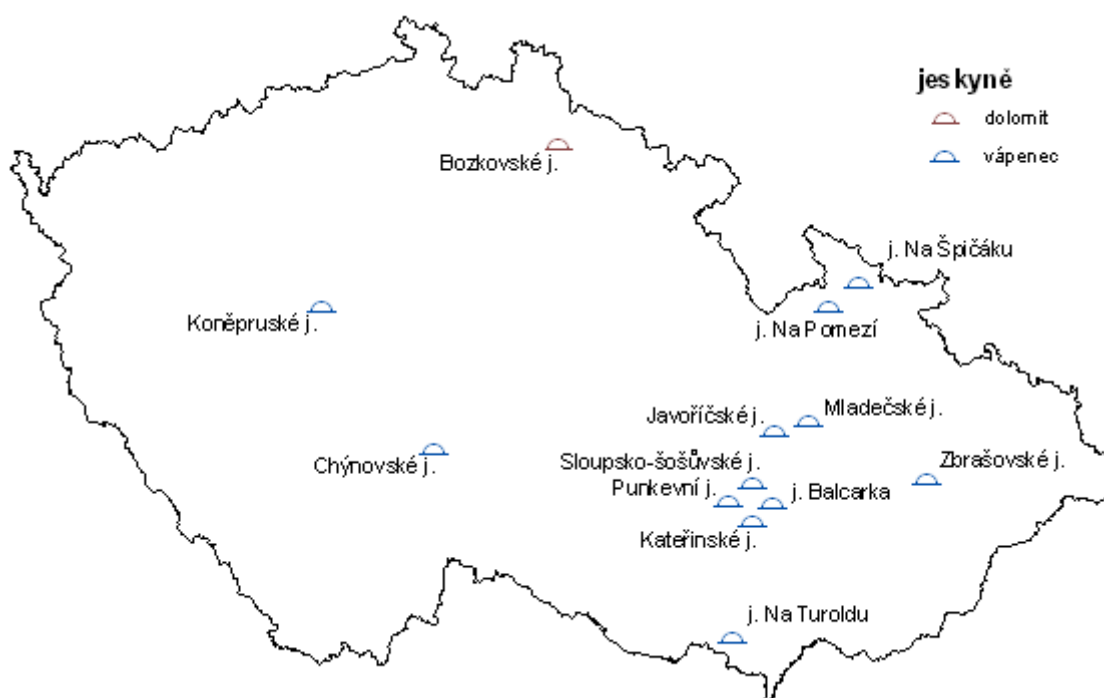 jeskyně
dolomit
vápenec
Bozkovské j.
j. Na Špičáku
Koněpruské j.
j. Na Pomezí
Javoříčské j.
Mladečské j.
Chýnovské j.
Sloupsko-šošůvské j.
Zbrašovské j.
Punkevní j.
j. Balcarka
Kateřinské j.
j. Na Turoldu